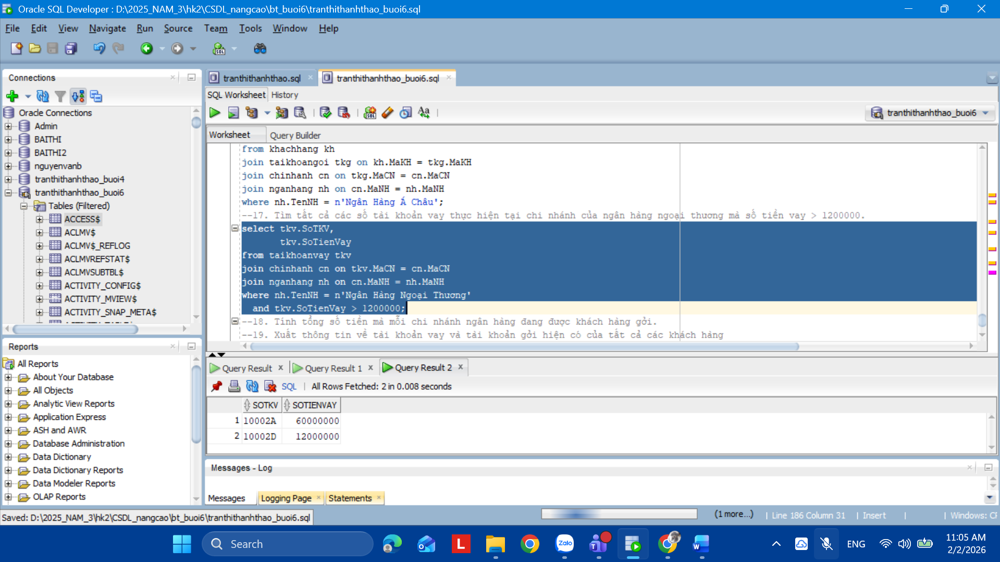 Oracle SQL Developer : D:\2025_NAM_3\hk2\CSDL_nangcao\bt_buoi6\tranthithanhthao_buoi6.sql
File Edit View Navigate Run Source Team Tools Window Help
Connections
Oracle Connections
Admin
BAITHI
BAITHI2
nguyenvanb
tranthithanhthao_buoi4
tranthithanhthao_buoi6
Tables (Filtered)
ACCESS$
ACLMV$
ACLMV$_REFLOG
ACLMVREFSTAT$
ACLMVSUBTBL$
ACTIVITY_CONFIG$
ACTIVITY_MVIEW$
ACTIVITY_SNAP_META$
Reports
All Reports
About Your Database
All Objects
Analytic View Reports
Application Express
ASH and AWR
Database Administration
Data Dictionary
Data Dictionary Reports
Data Modeler Reports
OLAP Reports
tranthithanhthao.sql
tranthithanhthao_buoi6.sql
SQL Worksheet History
tranthithanhthao_buoi6
Worksheet Query Builder
from khachhang kh
join taikhoangoi tkg on kh.MaKH = tkg.MaKH
join chinhanh cn on tkg.MaCN = cn.MaCN
join nganhang nh on cn.MaNH = nh.MaNH
where nh.TenNH = n'Ngân Hàng Á Châu';
--17. Tìm tất cả các số tài khoản vay thực hiện tại chi nhánh của ngân hàng ngoại thương mà số tiền vay > 1200000.
select tkv.SoTKV,
tkv.SoTienVay
from taikhoanvay tkv
join chinhanh cn on tkv.MaCN = cn.MaCN
join nganhang nh on cn.MaNH = nh.MaNH
where nh.TenNH = n'Ngân Hàng Ngoại Thương'
and tkv.SoTienVay > 1200000;
--18. Tính tổng số tiền mà mỗi chi nhánh ngân hàng đang được khách hàng gởi.
--19. Xuất thông tin về tài khoản vay và tài khoản gởi hiện có của tất cả các khách hàng
Query Result Query Result 1 Query Result 2
SQL All Rows Fetched: 2 in 0.008 seconds
SOTKV SOTIENVAY
1 10002A 60000000
2 10002D 12000000
Messages - Log
Messages Logging Page Statements
Saved: D:\2025_NAM_3\hk2\CSDL_nangcao\bt_buoi6\tranthithanhthao_buoi6.sql
(1 more...) Line 186 Column 31 Insert Windows: CF
Search
L
Zalo
ENG
11:05 AM
2/2/2026